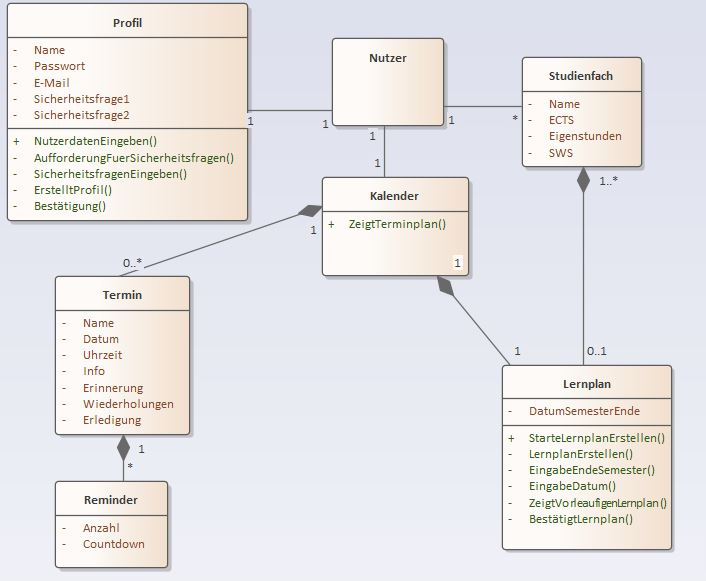 Profil
- Name
- Passwort
- E-Mail
- Sicherheitsfrage1
- Sicherheitsfrage2
+ NutzerdatenEingeben()
- AufforderungFuerSicherheitsfragen()
- SicherheitsfragenEingeben()
- ErstelltProfil()
- Bestätigung()
1
1
Nutzer
1
*
1
1
Studienfach
- Name
- ECTS
- Eigenstunden
- SWS
1..*
0..1
Kalender
+ ZeigtTerminplan()
1
1
1
0..*
Termin
- Name
- Datum
- Uhrzeit
- Info
- Erinnerung
- Wiederholungen
- Erledigung
1
*
Reminder
- Anzahl
- Countdown
Lernplan
- DatumSemesterEnde
+ StarteLernplanErstellen()
- LernplanErstellen()
- EingabeEndeSemester()
- EingabeDatum()
- ZeigtVorleaufigenLernplan()
- BestätigtLernplan()